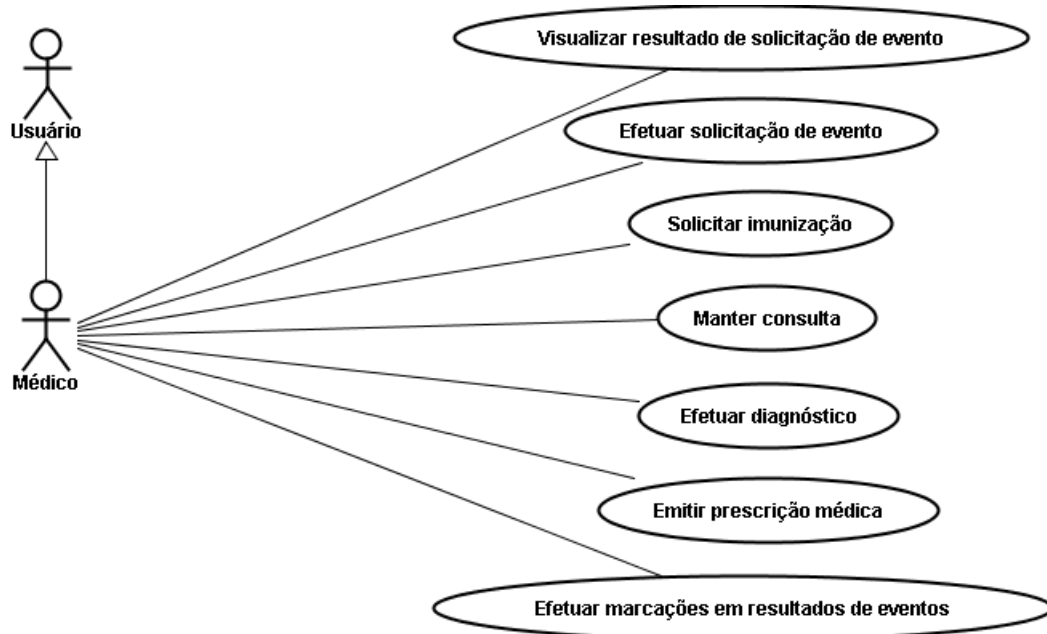 Visualizar resultado de solicitação de evento
Usuário
Efetuar solicitação de evento
Solicitar imunização
Manter consulta
Médico
Efetuar diagnóstico
Emitir prescrição médica
Efetuar marcações em resultados de eventos